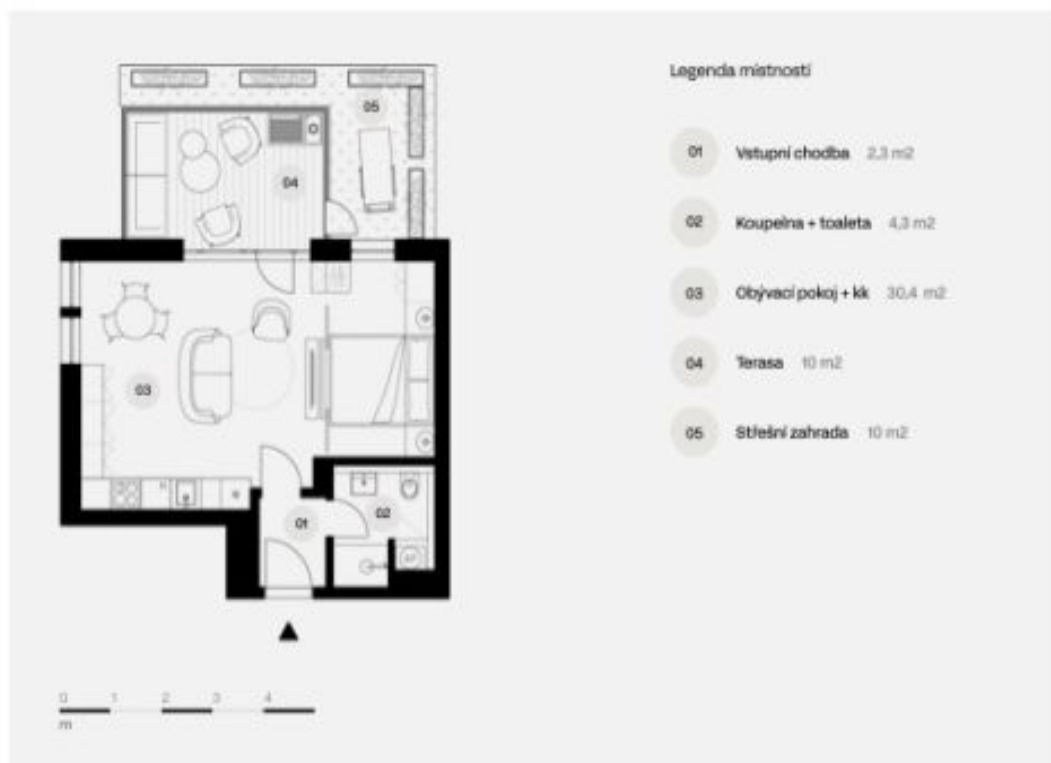 Legenda místností
05
04
03
02
01
01 Vstupní chodba 2,3 m2
02 Koupelna + toaleta 4,3 m2
03 Obývací pokoj + kk 30,4 m2
04 Terasa 10 m2
05 Střešní zahrada 10 m2
0 1 2 3 4
m